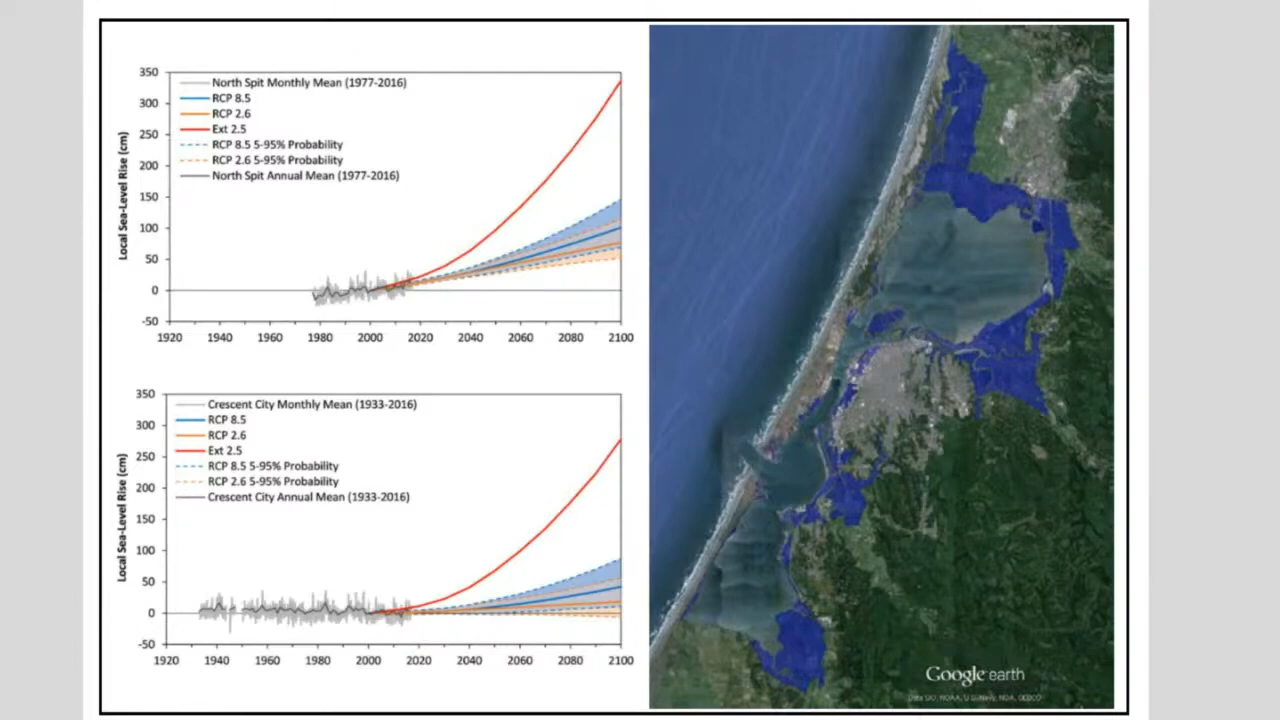 350
300
250
200
150
100
50
0
-50
Local Sea-Level Rise (cm)
North Spit Monthly Mean (1977-2016)
RCP 8.5
RCP 2.6
Ext 2.5
RCP 8.5 5-95% Probability
RCP 2.6 5-95% Probability
North Spit Annual Mean (1977-2016)
1920 1940 1960 1980 2000 2020 2040 2060 2080 2100
350
300
250
200
150
100
50
0
-50
Local Sea-Level Rise (cm)
Crescent City Monthly Mean (1933-2016)
RCP 8.5
RCP 2.6
Ext 2.5
RCP 8.5 5-95% Probability
RCP 2.6 5-95% Probability
Crescent City Annual Mean (1933-2016)
1920 1940 1960 1980 2000 2020 2040 2060 2080 2100
Google earth
Data SIO, NOAA, U.S. Navy, NGA, GEBCO